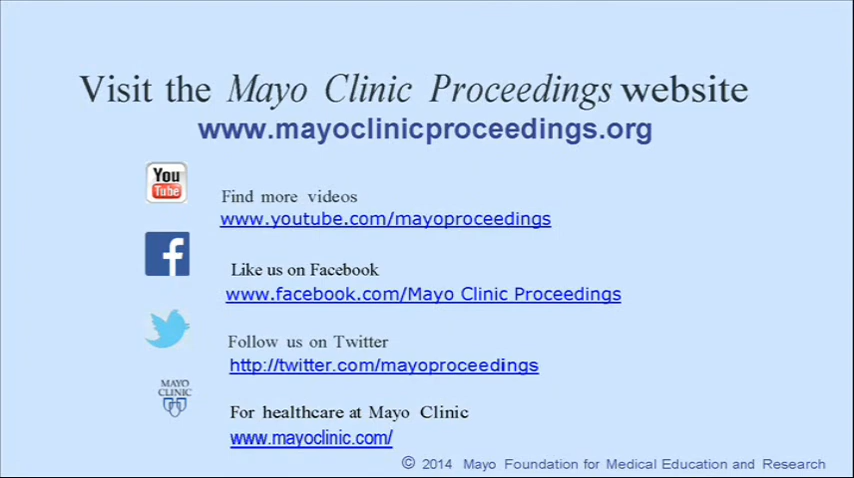 Visit the Mayo Clinic Proceedings website
www.mayoclinicproceedings.org
You
Tube
Find more videos
www.youtube.com/mayoproceedings
f
Like us on Facebook
www.facebook.com/Mayo Clinic Proceedings
Follow us on Twitter
http://twitter.com/mayoproceedings
MAYO
CLINIC
For healthcare at Mayo Clinic
www.mayoclinic.com/
© 2014 Mayo Foundation for Medical Education and Research